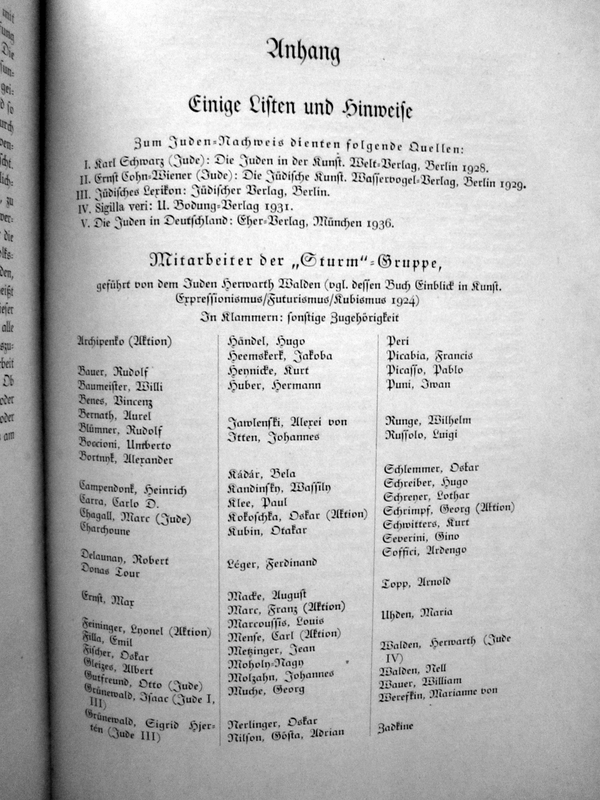 Anhang
Einige Listen und Hinweise
Zum Juden-Nachweis dienten folgende Quellen:
I. Karl Schwarz (Jude): Die Juden in der Kunst. Welt-Verlag, Berlin 1928.
II. Ernst Cohn-Wiener (Jude): Die Jüdische Kunst. Wasservogel-Verlag, Berlin 1929.
III. Jüdisches Lexikon: Jüdischer Verlag, Berlin.
IV. Sigilla veri: U. Bodung-Verlag 1931.
V. Die Juden in Deutschland: Eher-Verlag, München 1936.
Mitarbeiter der „Sturm“-Gruppe,
geführt von dem Juden Herwarth Walden (vgl. dessen Buch Einblick in Kunst.
Expressionismus/Futurismus/Kubismus 1924)
In Klammern: sonstige Zugehörigkeit
Archipenko (Aktion)
Bauer, Rudolf
Baumeister, Willi
Benes, Vincenz
Bernath, Aurel
Blümner, Rudolf
Boccioni, Umberto
Bortnyk, Alexander
Campendonk, Heinrich
Carra, Carlo D.
Chagall, Marc (Jude)
Charchoune
Delaunay, Robert
Donas Tour
Ernst, Max
Feininger, Lyonel (Aktion)
Filla, Emil
Fischer, Oskar
Gleizes, Albert
Gutfreund, Otto (Jude)
Grünewald, Isaac (Jude I,
III)
Grünewald, Sigrid Hjer-
tén (Jude III)
Händel, Hugo
Heemskerk, Jakoba
Heynicke, Kurt
Huber, Hermann
Jawlenski, Alexei von
Itten, Johannes
Kádár, Bela
Kandinsky, Wassily
Klee, Paul
Kokoschka, Oskar (Aktion)
Kubin, Otakar
Léger, Ferdinand
Macke, August
Marc, Franz (Aktion)
Marcoussis, Louis
Mense, Carl (Aktion)
Metzinger, Jean
Moholy-Nagy
Molzahn, Johannes
Muche, Georg
Nerlinger, Oskar
Nilson, Gösta, Adrian
Peri
Picabia, Francis
Picasso, Pablo
Puni, Iwan
Runge, Wilhelm
Russolo, Luigi
Schlemmer, Oskar
Schreiber, Hugo
Schreyer, Lothar
Schrimpf, Georg (Aktion)
Schwitters, Kurt
Severini, Gino
Soffici, Ardengo
Topp, Arnold
Uhden, Maria
Walden, Herwarth (Jude
IV)
Walden, Nell
Wauer, William
Werefkin, Marianne von
Zadkine